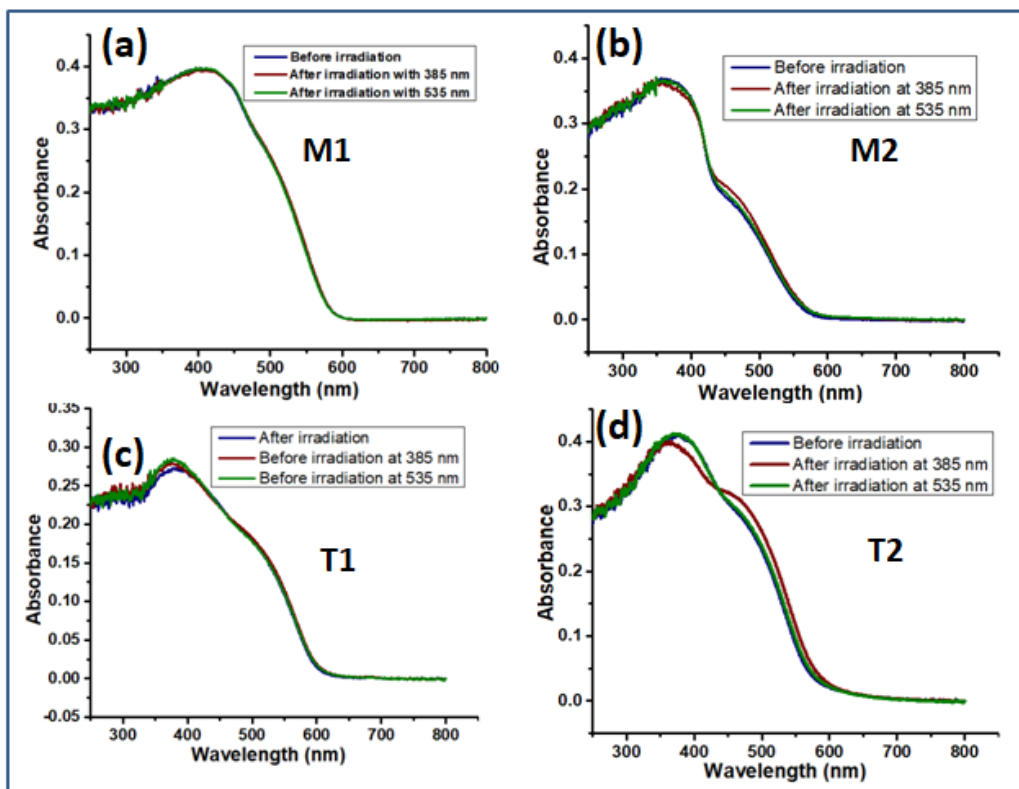 (a)
Before irradiation
After irradiation with 385 nm
After irradiation with 535 nm
M1
Absorbance
0.4
0.3
0.2
0.1
0.0
300 400 500 600 700 800
Wavelength (nm)
(b)
Before irradiation
After irradiation at 385 nm
After irradiation at 535 nm
M2
Absorbance
0.4
0.3
0.2
0.1
0.0
300 400 500 600 700 800
Wavelength (nm)
(c)
After irradiation
Before irradiation at 385 nm
Before irradiation at 535 nm
T1
Absorbance
0.35
0.30
0.25
0.20
0.15
0.10
0.05
0.00
-0.05
300 400 500 600 700 800
Wavelength (nm)
(d)
Before irradiation
After irradiation at 385 nm
After irradiation at 535 nm
T2
Absorbance
0.4
0.3
0.2
0.1
0.0
300 400 500 600 700 800
Wavelength (nm)